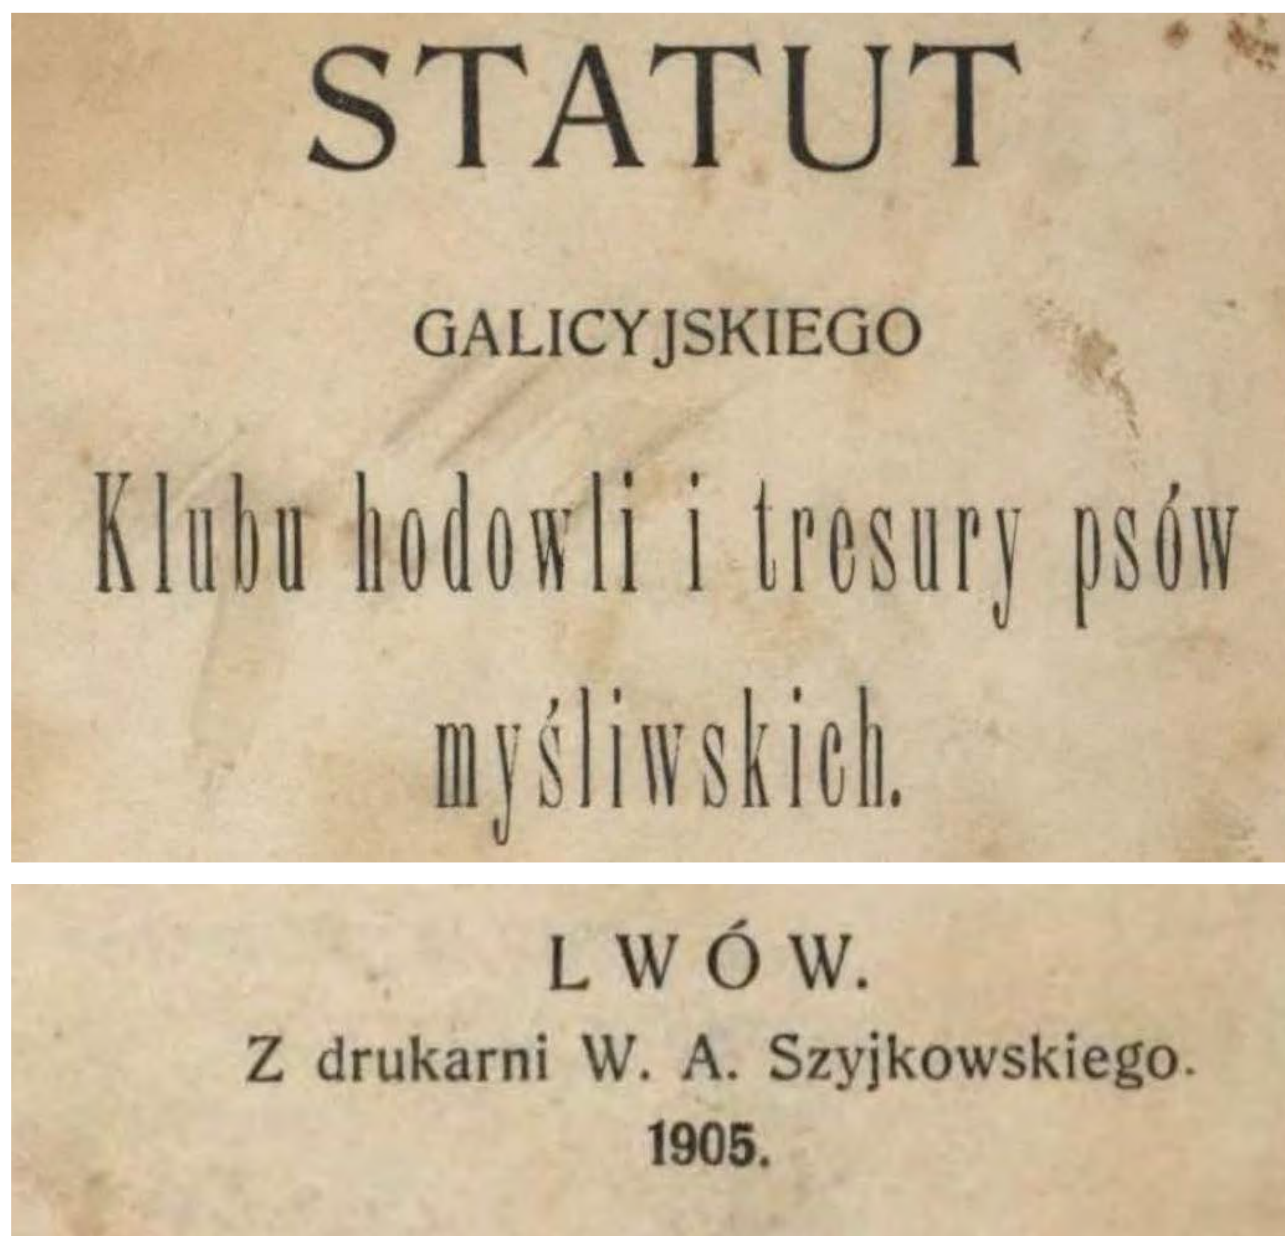 STATUT
GALICYJSKIEGO
Klubu hodowli i tresury psów
myśliwskich.
LWÓW.
Z drukarni W. A. Szyjkowskiego.
1905.